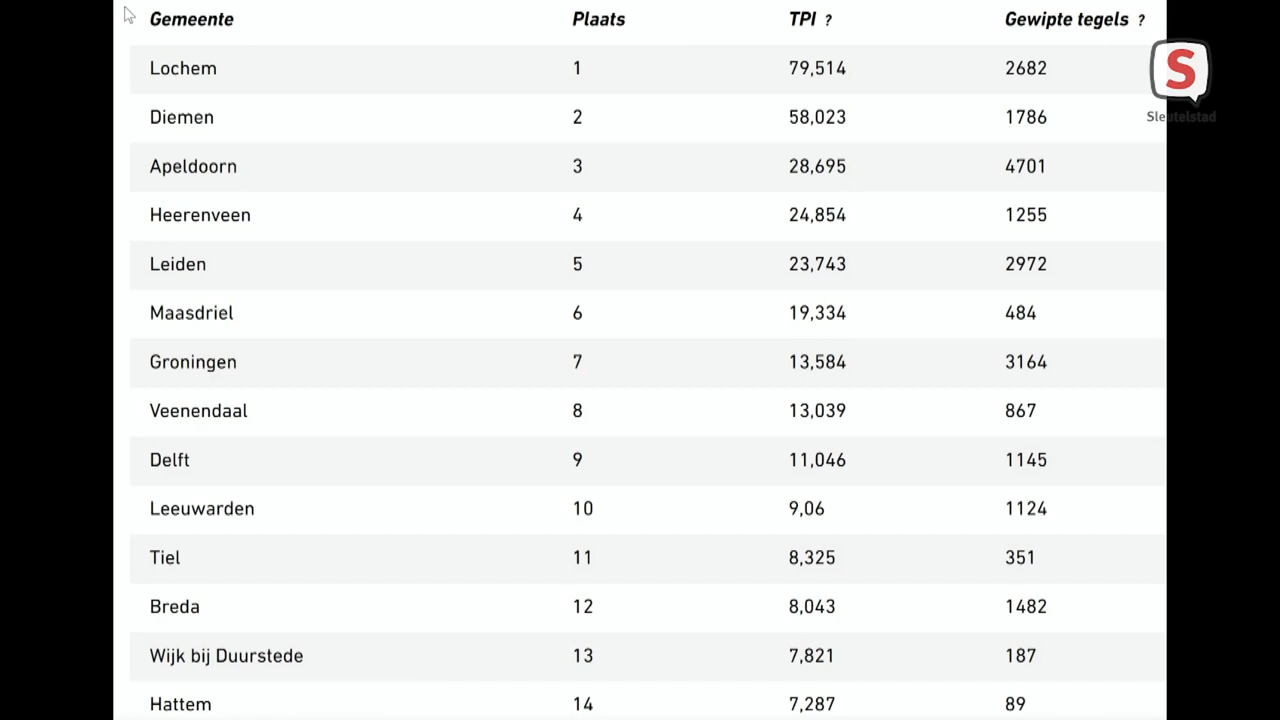 Gemeente Plaats TPI ? Gewipte tegels ?
Lochem 1 79,514 2682
Diemen 2 58,023 1786
Apeldoorn 3 28,695 4701
Heerenveen 4 24,854 1255
Leiden 5 23,743 2972
Maasdriel 6 19,334 484
Groningen 7 13,584 3164
Veenendaal 8 13,039 867
Delft 9 11,046 1145
Leeuwarden 10 9,06 1124
Tiel 11 8,325 351
Breda 12 8,043 1482
Wijk bij Duurstede 13 7,821 187
Hattem 14 7,287 89
S
Sleutelstad